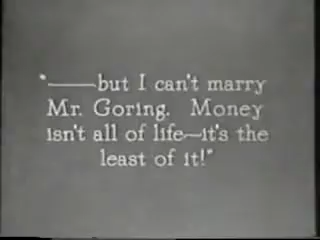 "——but I can't marry
Mr. Goring. Money
isn't all of life—it's the
least of it!"